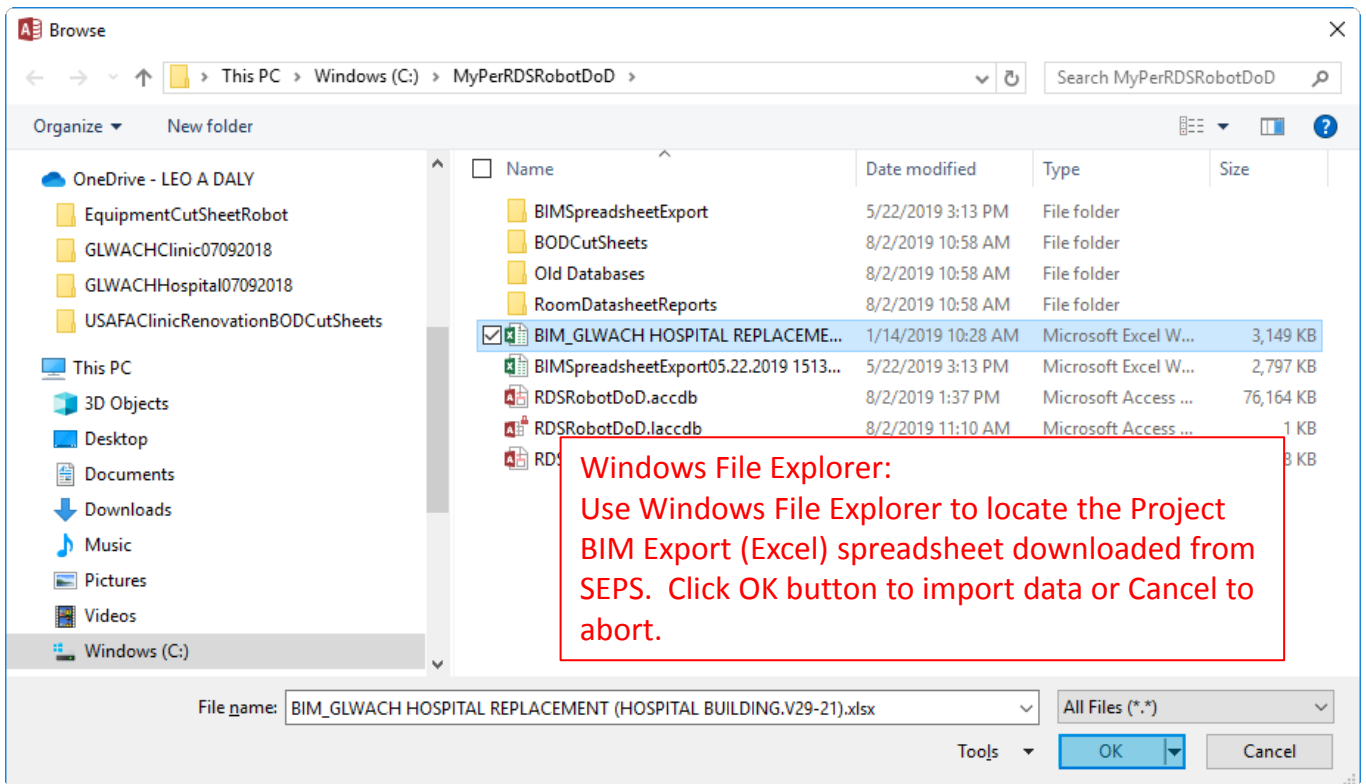 Browse
This PC > Windows (C:) > MyPerRDSRobotDoD >
Search MyPerRDSRobotDoD
Organize
New folder
OneDrive - LEO A DALY
EquipmentCutSheetRobot
GLWACHClinic07092018
GLWACHHospital07092018
USAFAClinicRenovationBODCutSheets
This PC
3D Objects
Desktop
Documents
Downloads
Music
Pictures
Videos
Windows (C:)
Name Date modified Type Size
BIMSpreadsheetExport 5/22/2019 3:13 PM File folder
BODCutSheets 8/2/2019 10:58 AM File folder
Old Databases 8/2/2019 10:58 AM File folder
RoomDatasheetReports 8/2/2019 10:58 AM File folder
BIM_GLWACH HOSPITAL REPLACEME... 1/14/2019 10:28 AM Microsoft Excel W... 3,149 KB
BIMSpreadsheetExport05.22.2019 1513... 5/22/2019 3:13 PM Microsoft Excel W... 2,797 KB
RDSRobotDoD.accdb 8/2/2019 1:37 PM Microsoft Access ... 76,164 KB
RDSRobotDoD.laccdb 8/2/2019 11:10 AM Microsoft Access ... 1 KB
KB
Windows File Explorer:
Use Windows File Explorer to locate the Project
BIM Export (Excel) spreadsheet downloaded from
SEPS. Click OK button to import data or Cancel to
abort.
File name: BIM_GLWACH HOSPITAL REPLACEMENT (HOSPITAL BUILDING.V29-21).xlsx
All Files (*.*)
Tools
OK
Cancel